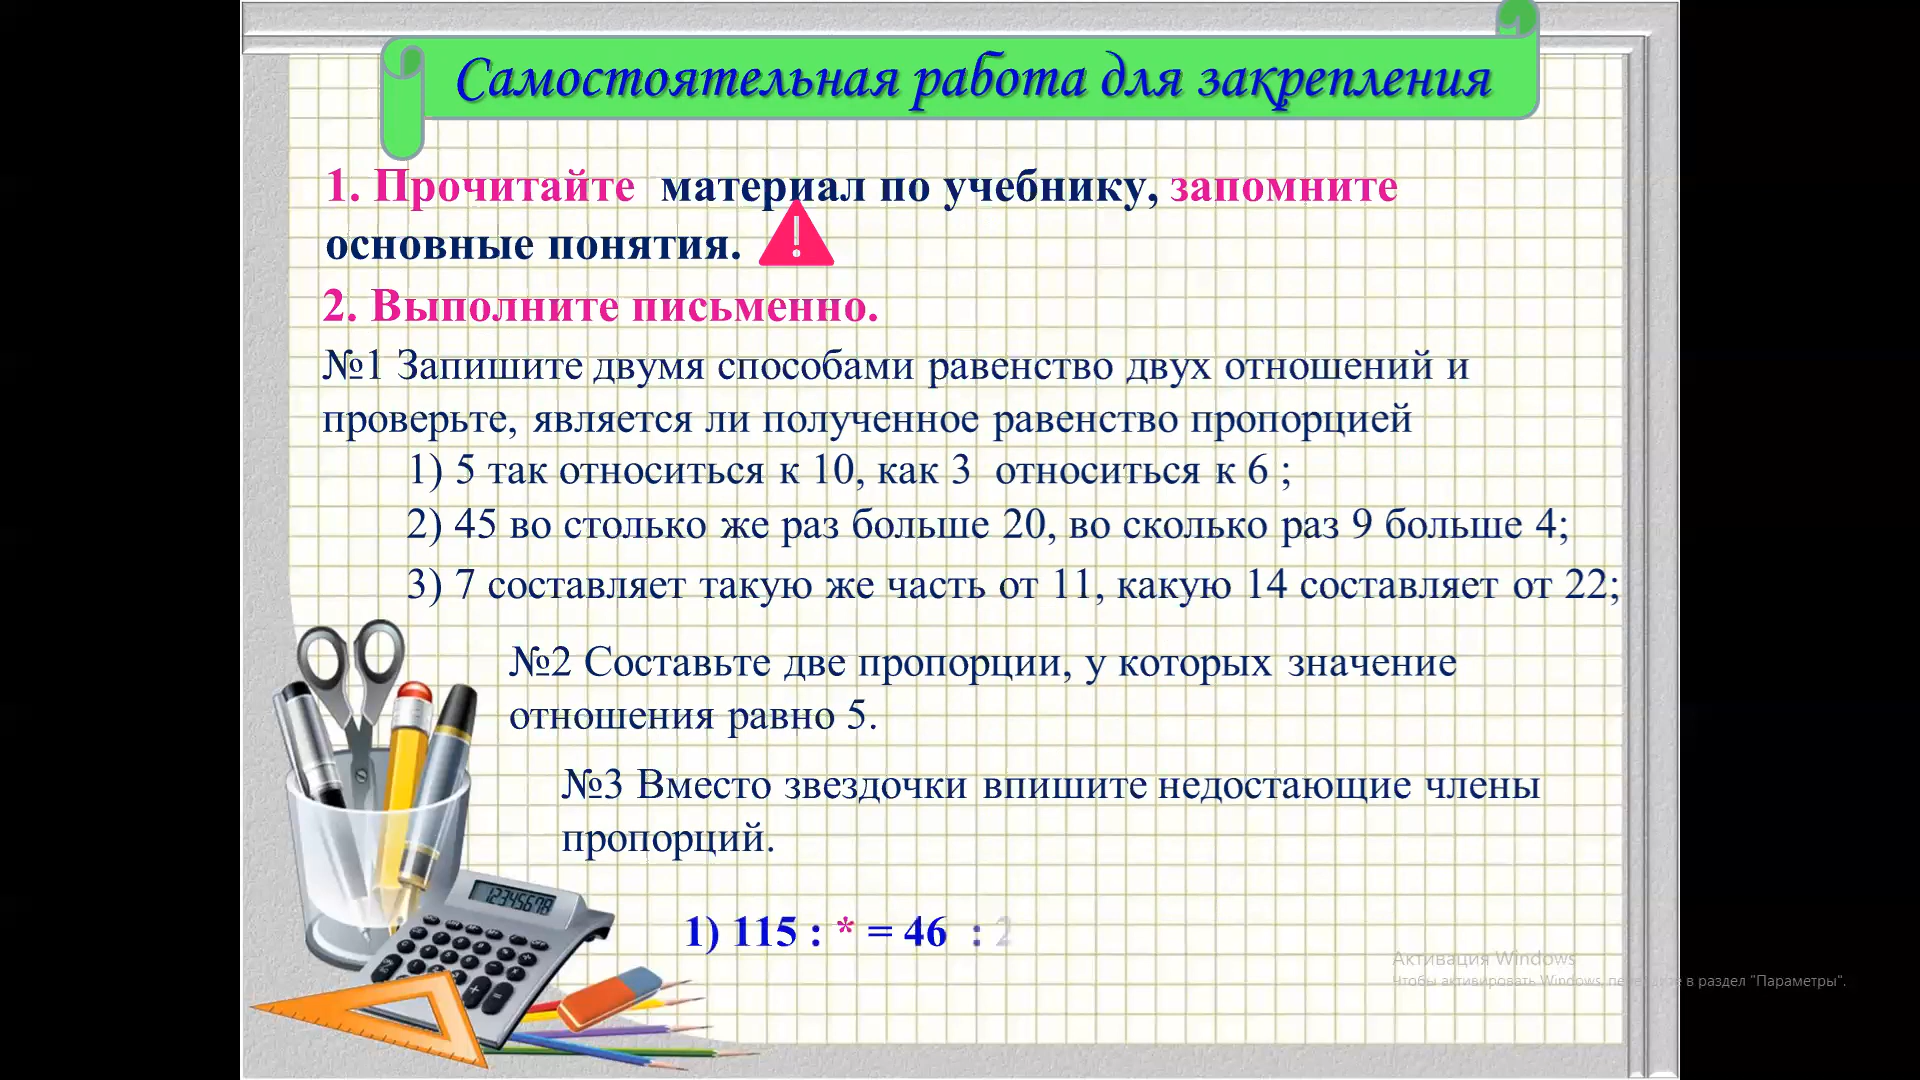 Самостоятельная работа для закрепления
1. Прочитайте материал по учебнику, запомните
основные понятия.
2. Выполните письменно.
№1 Запишите двумя способами равенство двух отношений и
проверьте, является ли полученное равенство пропорцией
1) 5 так относиться к 10, как 3 относиться к 6 ;
2) 45 во столько же раз больше 20, во сколько раз 9 больше 4;
3) 7 составляет такую же часть от 11, какую 14 составляет от 22;
№2 Составьте две пропорции, у которых значение
отношения равно 5.
№3 Вместо звездочки впишите недостающие члены
пропорций.
12345678
1) 115 : * = 46 : 2
Активация Windows
Чтобы активировать Windows, перейдите в раздел "Параметры".